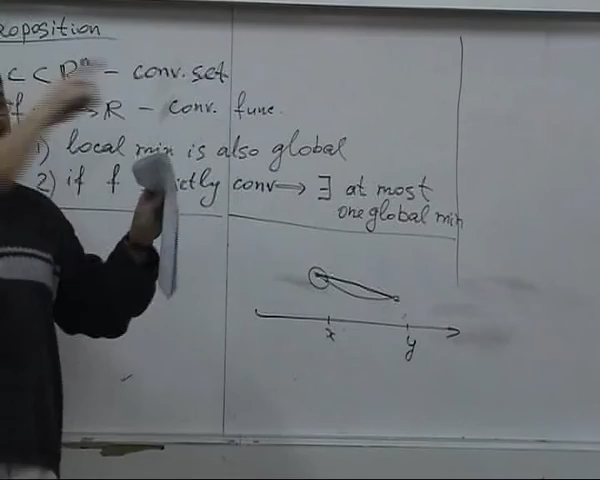 roposition
C ⊂ Rⁿ – conv. set
f → R – conv. func.
1) local min is also global
2) if f ictly conv ⟹ ∃ at most
one global min
x
y